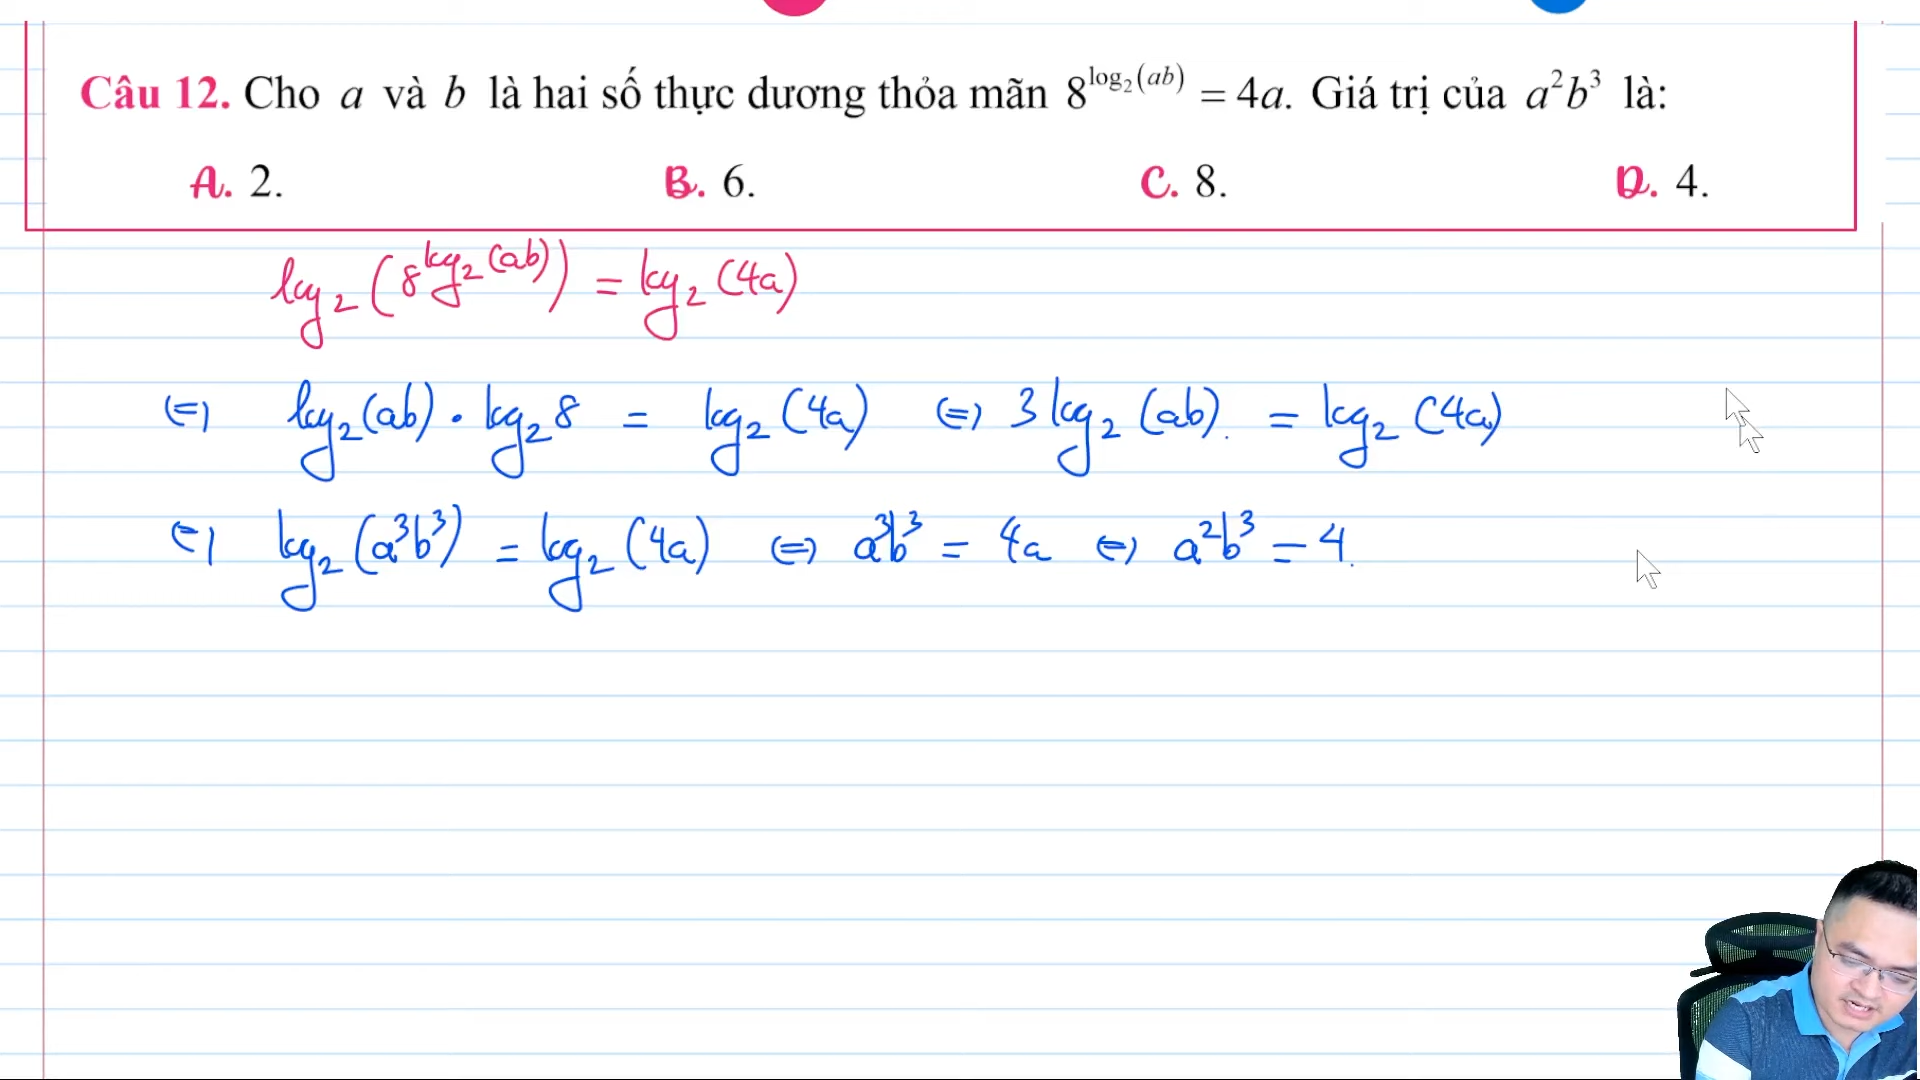 Câu 12. Cho a và b là hai số thực dương thỏa mãn 8^{log₂(ab)} = 4a. Giá trị của a²b³ là:
A. 2. B. 6. C. 8. D. 4.
log₂(8^{log₂(ab)}) = log₂(4a)
⇔ log₂(ab) · log₂8 = log₂(4a) ⇔ 3log₂(ab). = log₂(4a)
⇔ log₂(a³b³) = log₂(4a) ⇔ a³b³ = 4a ⇔ a²b³ = 4.